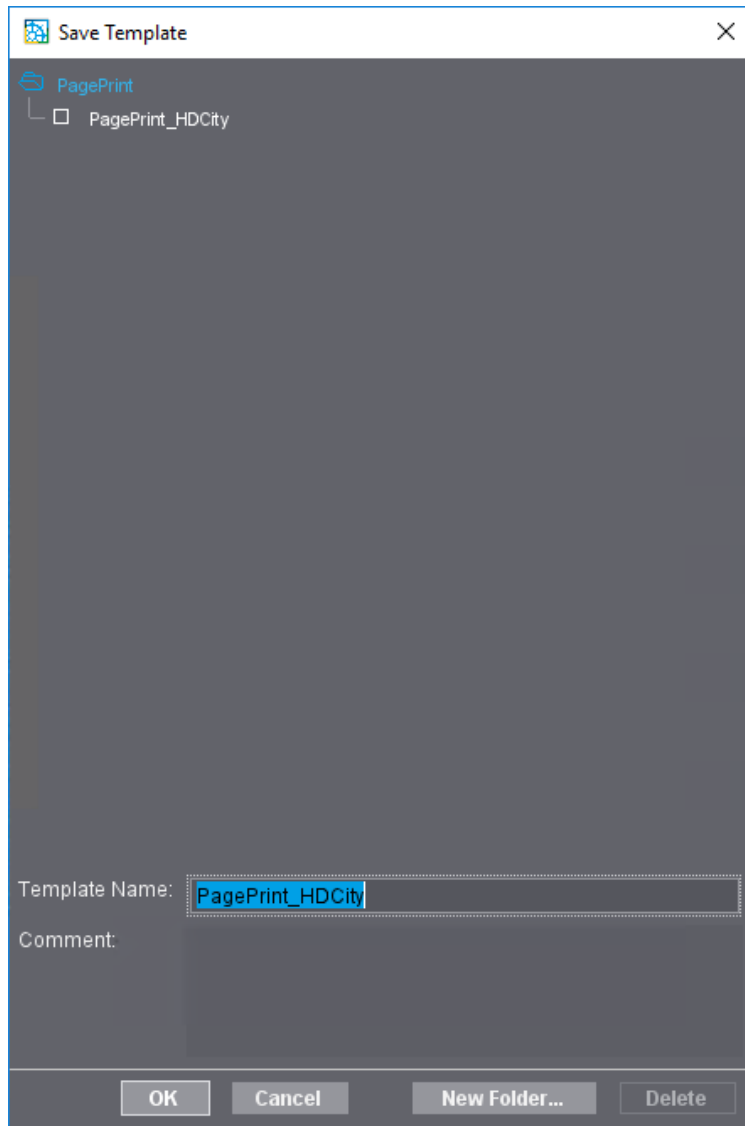 Save Template
PagePrint
PagePrint_HDCity
Template Name: PagePrint_HDCity
Comment:
OK Cancel New Folder... Delete